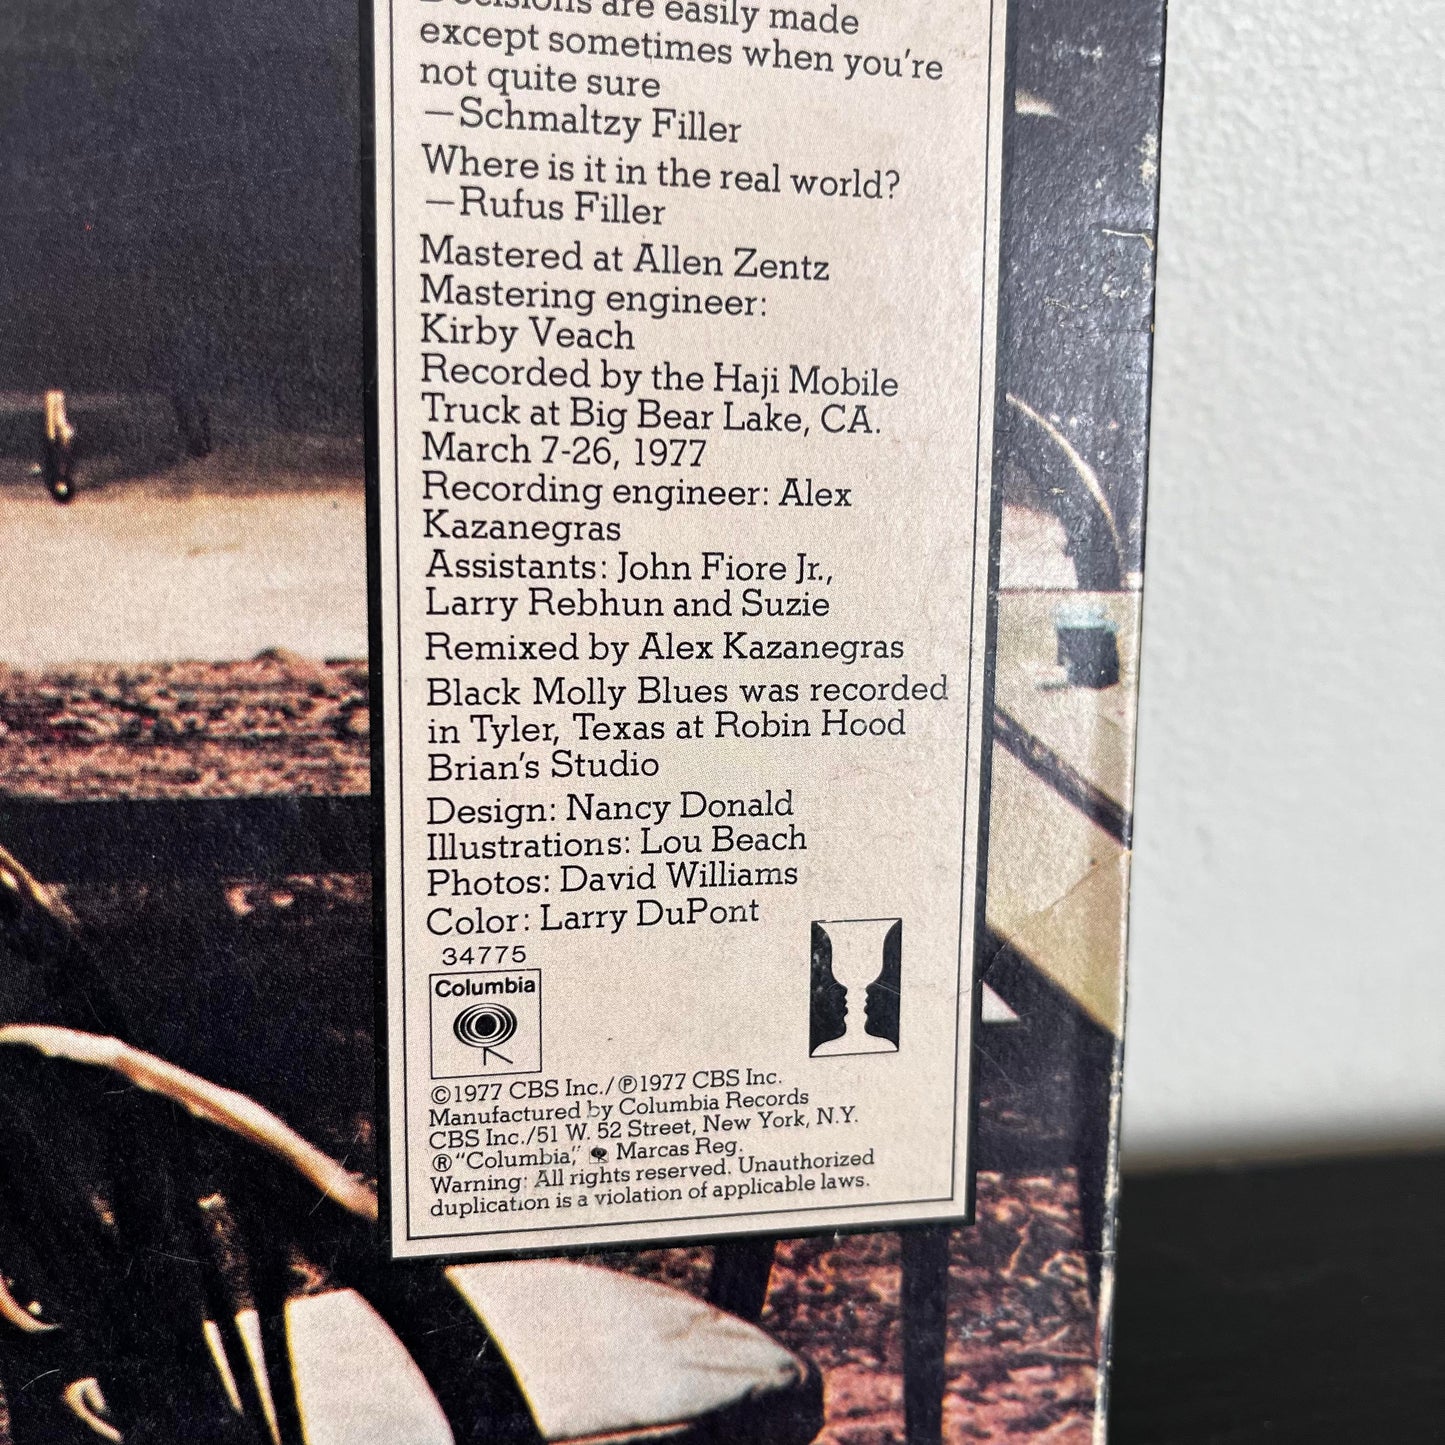 Decisions are easily made
except sometimes when you're
not quite sure
—Schmaltzy Filler
Where is it in the real world?
—Rufus Filler
Mastered at Allen Zentz
Mastering engineer:
Kirby Veach
Recorded by the Haji Mobile
Truck at Big Bear Lake, CA.
March 7-26, 1977
Recording engineer: Alex
Kazanegras
Assistants: John Fiore Jr.,
Larry Rebhun and Suzie
Remixed by Alex Kazanegras
Black Molly Blues was recorded
in Tyler, Texas at Robin Hood
Brian's Studio
Design: Nancy Donald
Illustrations: Lou Beach
Photos: David Williams
Color: Larry DuPont
34775
Columbia
©1977 CBS Inc./℗1977 CBS Inc.
Manufactured by Columbia Records
CBS Inc./51 W. 52 Street, New York, N.Y.
® "Columbia," Marcas Reg.
Warning: All rights reserved. Unauthorized
duplication is a violation of applicable laws.